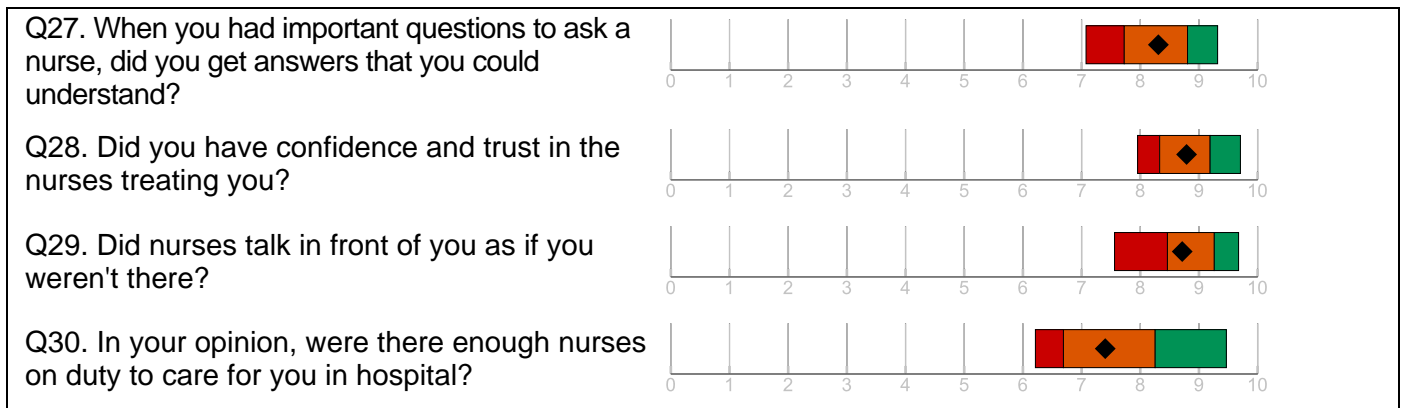 Q27. When you had important questions to ask a
nurse, did you get answers that you could
understand?
0 1 2 3 4 5 6 7 8 9 10
Q28. Did you have confidence and trust in the
nurses treating you?
0 1 2 3 4 5 6 7 8 9 10
Q29. Did nurses talk in front of you as if you
weren't there?
0 1 2 3 4 5 6 7 8 9 10
Q30. In your opinion, were there enough nurses
on duty to care for you in hospital?
0 1 2 3 4 5 6 7 8 9 10